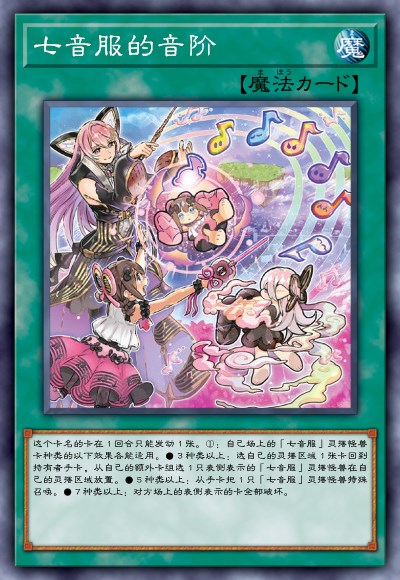 七音服的音阶
魔
【魔法カード】
这个卡名的卡在1回合只能发动1张。①：自己场上的「七音服」灵摆怪兽
卡种类的以下效果各能适用。●3种类以上：选自己的灵摆区域1张卡回到
持有者手卡，从自己的额外卡组选1只表侧表示的「七音服」灵摆怪兽在自
己的灵摆区域放置。●5种类以上：从手卡把1只「七音服」灵摆怪兽特殊
召唤。●7种类以上：对方场上的表侧表示的卡全部破坏。